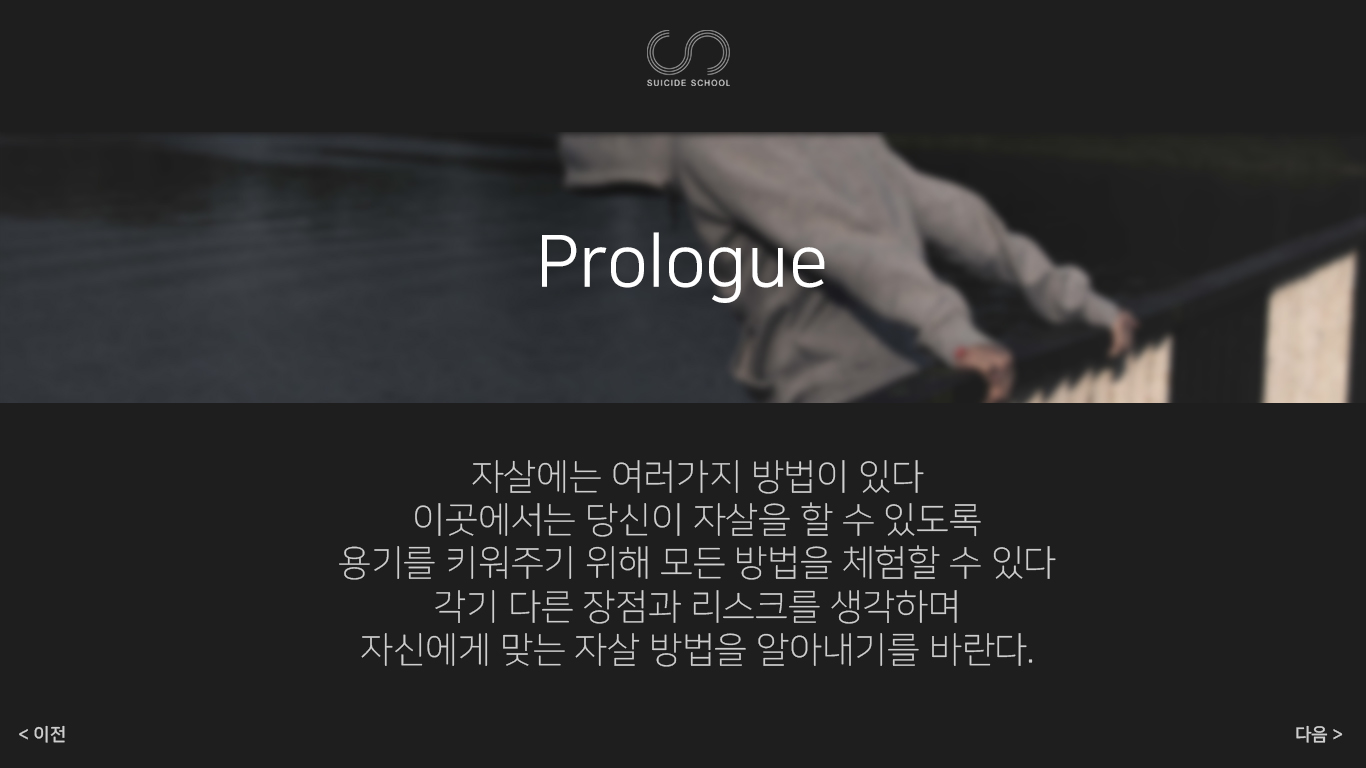 SUICIDE SCHOOL
Prologue
자살에는 여러가지 방법이 있다
이곳에서는 당신이 자살을 할 수 있도록
용기를 키워주기 위해 모든 방법을 체험할 수 있다
각기 다른 장점과 리스크를 생각하며
자신에게 맞는 자살 방법을 알아내기를 바란다.
< 이전
다음 >